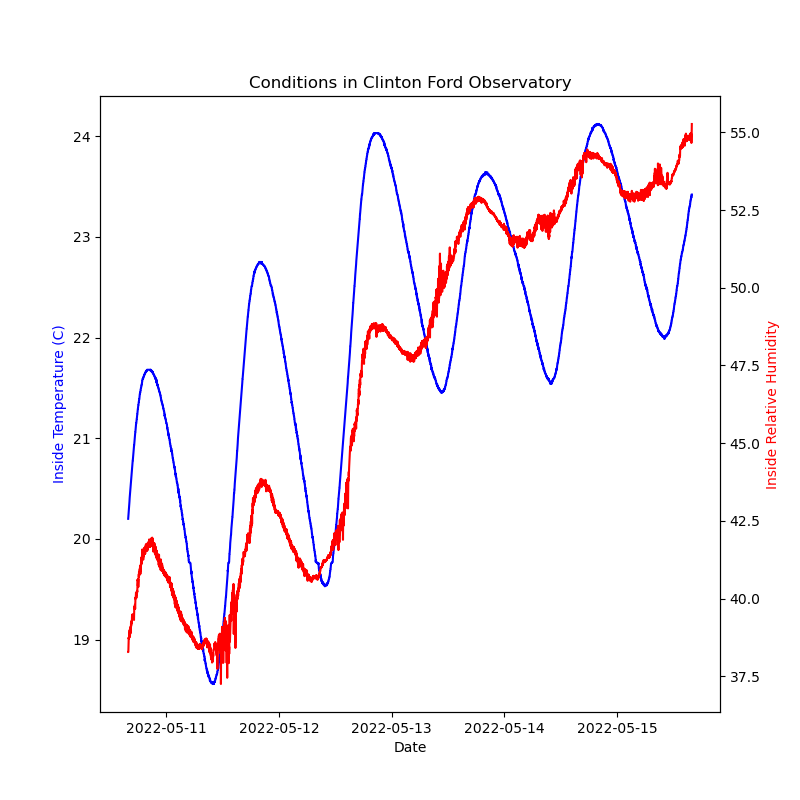 Conditions in Clinton Ford Observatory
24
23
22
21
20
19
Inside Temperature (C)
55.0
52.5
50.0
47.5
45.0
42.5
40.0
37.5
Inside Relative Humidity
2022-05-11 2022-05-12 2022-05-13 2022-05-14 2022-05-15
Date